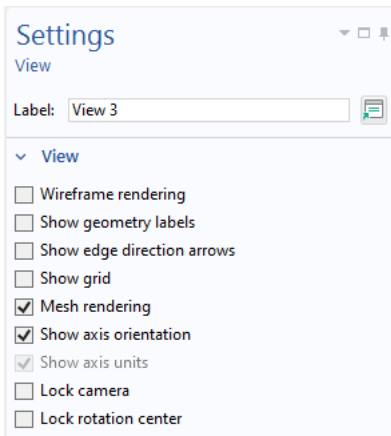 Settings
View
Label: View 3
View
Wireframe rendering
Show geometry labels
Show edge direction arrows
Show grid
Mesh rendering
Show axis orientation
Show axis units
Lock camera
Lock rotation center